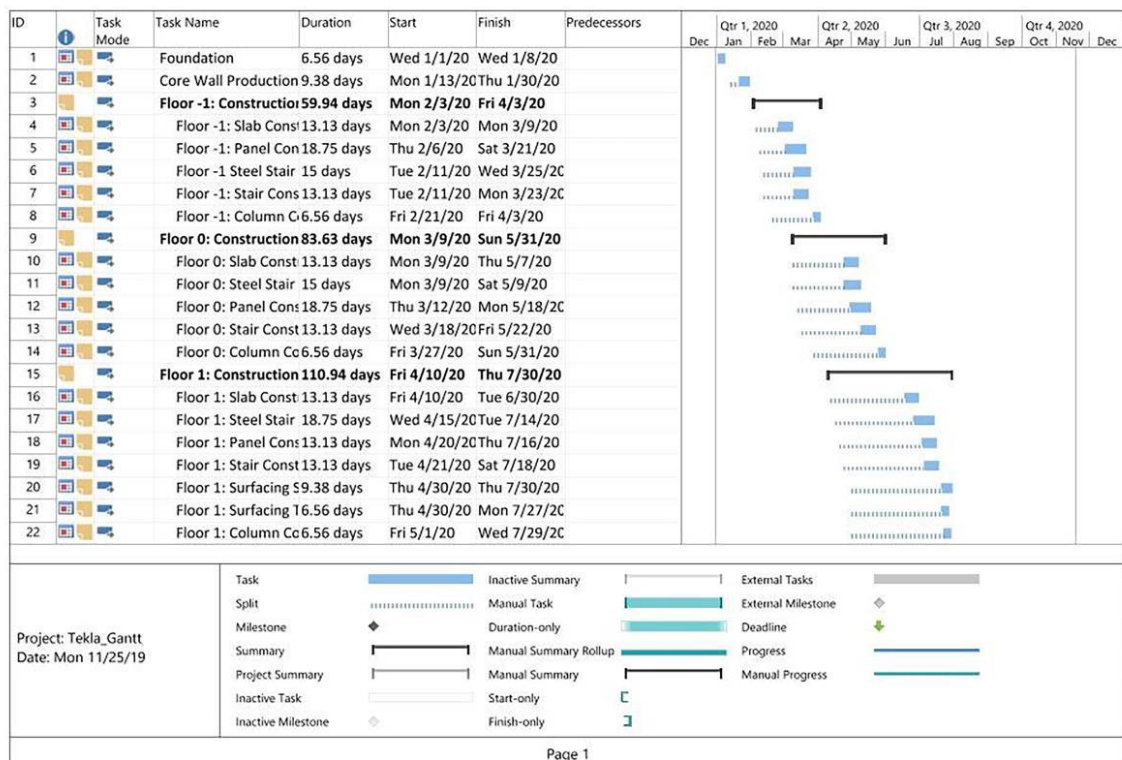 ID Task Mode Task Name Duration Start Finish Predecessors
Qtr 1, 2020 Qtr 2, 2020 Qtr 3, 2020 Qtr 4, 2020
Dec Jan Feb Mar Apr May Jun Jul Aug Sep Oct Nov Dec
1 Foundation 6.56 days Wed 1/1/20 Wed 1/8/20
2 Core Wall Production 9.38 days Mon 1/13/20 Thu 1/30/20
3 Floor -1: Construction 59.94 days Mon 2/3/20 Fri 4/3/20
4 Floor -1: Slab Const 13.13 days Mon 2/3/20 Mon 3/9/20
5 Floor -1: Panel Con 18.75 days Thu 2/6/20 Sat 3/21/20
6 Floor -1 Steel Stair 15 days Tue 2/11/20 Wed 3/25/20
7 Floor -1: Stair Cons 13.13 days Tue 2/11/20 Mon 3/23/20
8 Floor -1: Column Co 6.56 days Fri 2/21/20 Fri 4/3/20
9 Floor 0: Construction 83.63 days Mon 3/9/20 Sun 5/31/20
10 Floor 0: Slab Const 13.13 days Mon 3/9/20 Thu 5/7/20
11 Floor 0: Steel Stair 15 days Mon 3/9/20 Sat 5/9/20
12 Floor 0: Panel Cons 18.75 days Thu 3/12/20 Mon 5/18/20
13 Floor 0: Stair Const 13.13 days Wed 3/18/20 Fri 5/22/20
14 Floor 0: Column Co 6.56 days Fri 3/27/20 Sun 5/31/20
15 Floor 1: Construction 110.94 days Fri 4/10/20 Thu 7/30/20
16 Floor 1: Slab Const 13.13 days Fri 4/10/20 Tue 6/30/20
17 Floor 1: Steel Stair 18.75 days Wed 4/15/20 Tue 7/14/20
18 Floor 1: Panel Cons 13.13 days Mon 4/20/20 Thu 7/16/20
19 Floor 1: Stair Const 13.13 days Tue 4/21/20 Sat 7/18/20
20 Floor 1: Surfacing S 9.38 days Thu 4/30/20 Thu 7/30/20
21 Floor 1: Surfacing T 6.56 days Thu 4/30/20 Mon 7/27/20
22 Floor 1: Column Co 6.56 days Fri 5/1/20 Wed 7/29/20
Project: Tekla_Gantt
Date: Mon 11/25/19
Task Inactive Summary External Tasks
Split Manual Task External Milestone
Milestone Duration-only Deadline
Summary Manual Summary Rollup Progress
Project Summary Manual Summary Manual Progress
Inactive Task Start-only
Inactive Milestone Finish-only
Page 1